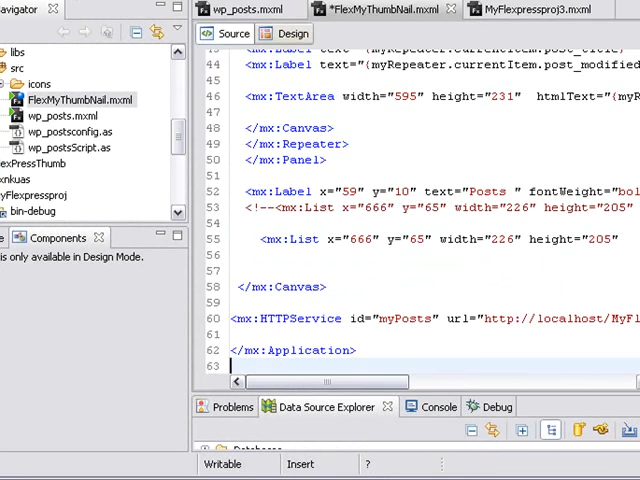 avigator
libs
src
icons
FlexMyThumbNail.mxml
wp_posts.mxml
wp_postsconfig.as
wp_postsScript.as
exPressThumb
xnkuas
yFlexpressproj
bin-debug
Components
is only available in Design Mode.
wp_posts.mxml
*FlexMyThumbNail.mxml
MyFlexpressproj3.mxml
Source
Design
44 <mx:Label text="{myRepeater.currentItem.post_modified
45
46 <mx:TextArea width="595" height="231" htmlText="{my
47
48 </mx:Canvas>
49 </mx:Repeater>
50 </mx:Panel>
51
52 <mx:Label x="59" y="10" text="Posts " fontWeight="bol
53 <!--<mx:List x="666" y="65" width="226" height="205"
54
55 <mx:List x="666" y="65" width="226" height="205"
56
57
58 </mx:Canvas>
59
60 <mx:HTTPService id="myPosts" url="http://localhost/MyFl
61
62 </mx:Application>
63
Problems
Data Source Explorer
Console
Debug
Writable
Insert
?